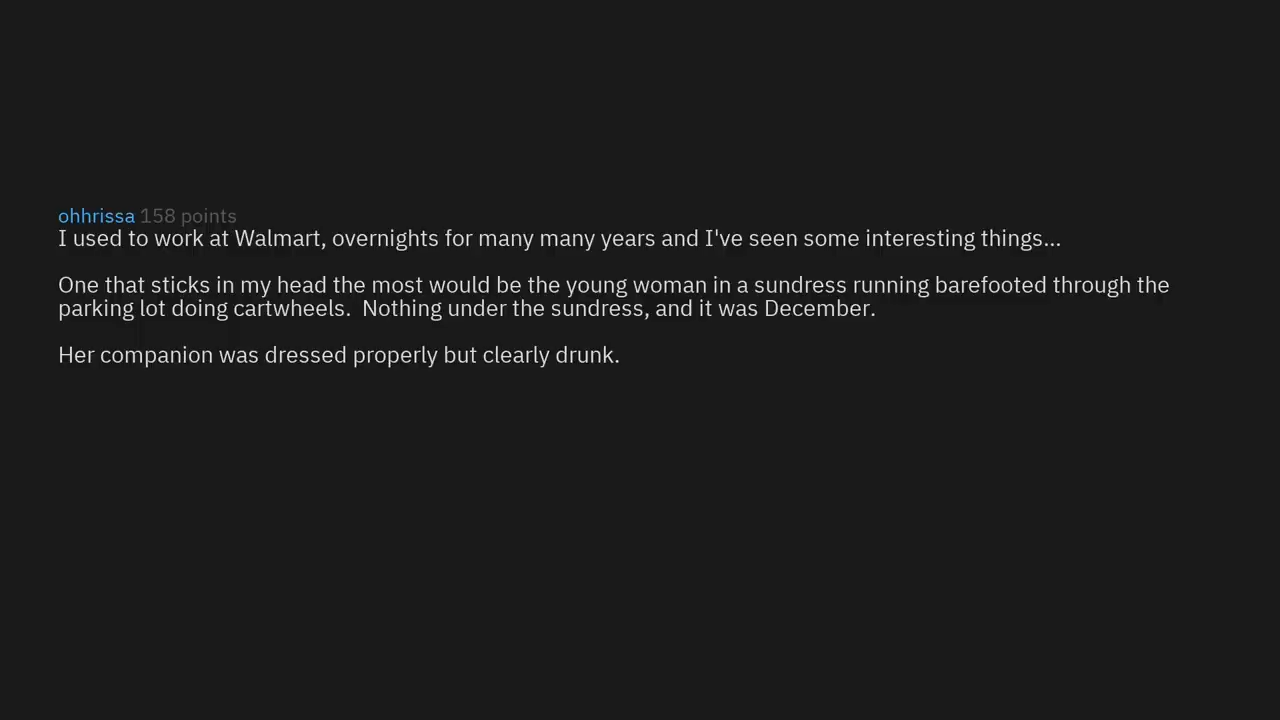 ohhrissa 158 points
I used to work at Walmart, overnights for many many years and I've seen some interesting things...
One that sticks in my head the most would be the young woman in a sundress running barefooted through the
parking lot doing cartwheels.  Nothing under the sundress, and it was December.
Her companion was dressed properly but clearly drunk.